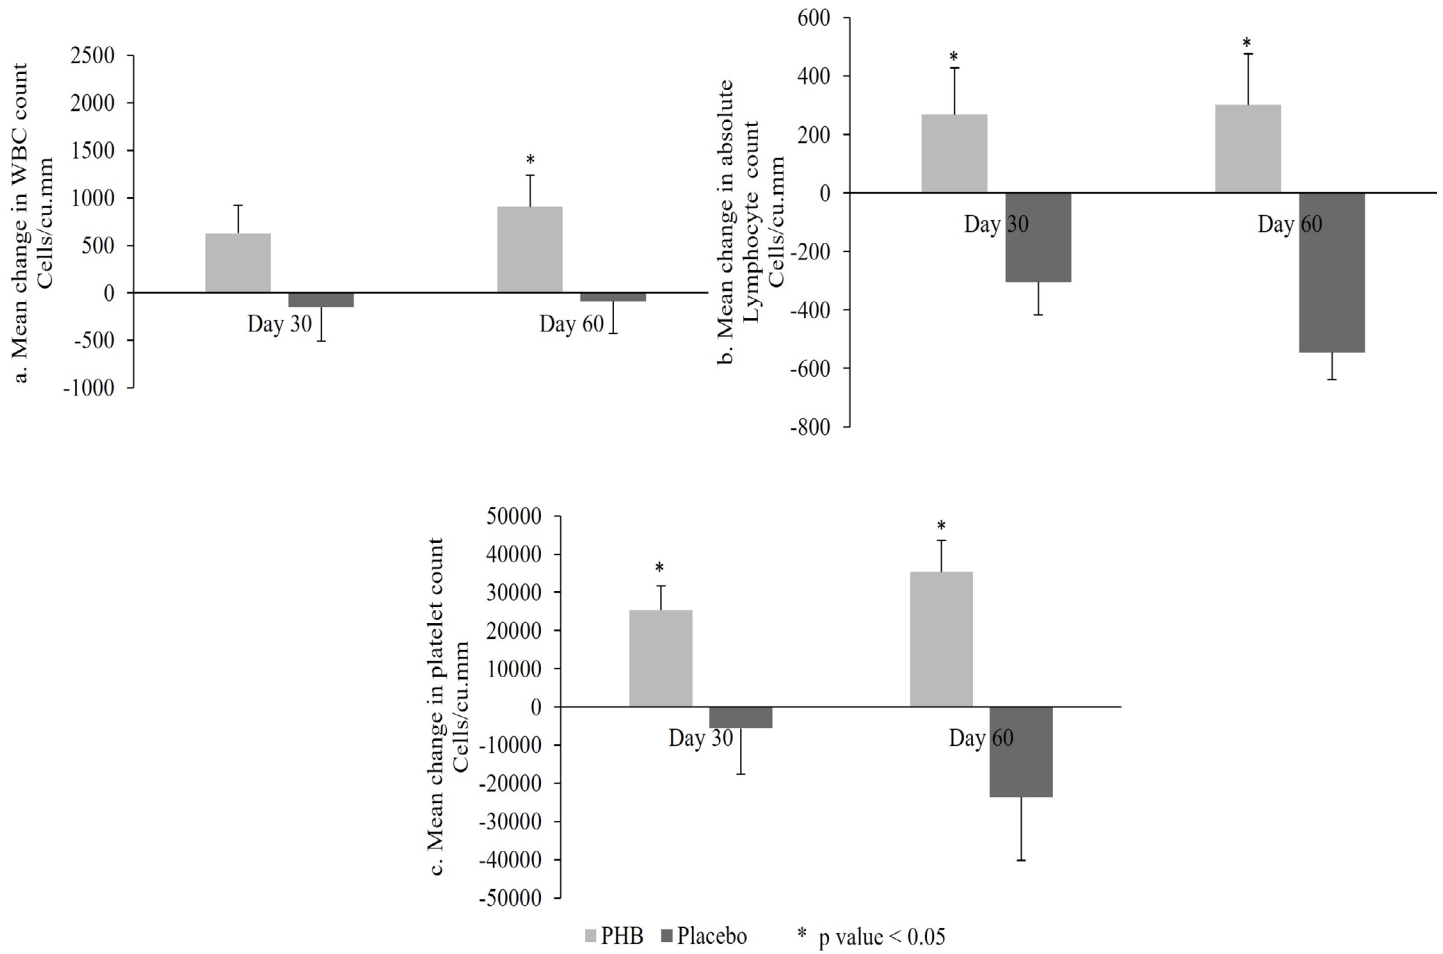 a. Mean change in WBC count
Cells/cu.mm
2500
2000
1500
1000
500
0
-500
-1000
*
Day 30
Day 60
b. Mean change in absolute
Lymphocyte count
Cells/cu.mm
600
400
200
0
-200
-400
-600
-800
*
*
Day 30
Day 60
c. Mean change in platelet count
Cells/cu.mm
50000
40000
30000
20000
10000
0
-10000
-20000
-30000
-40000
-50000
*
*
Day 30
Day 60
PHB Placebo * p value < 0.05